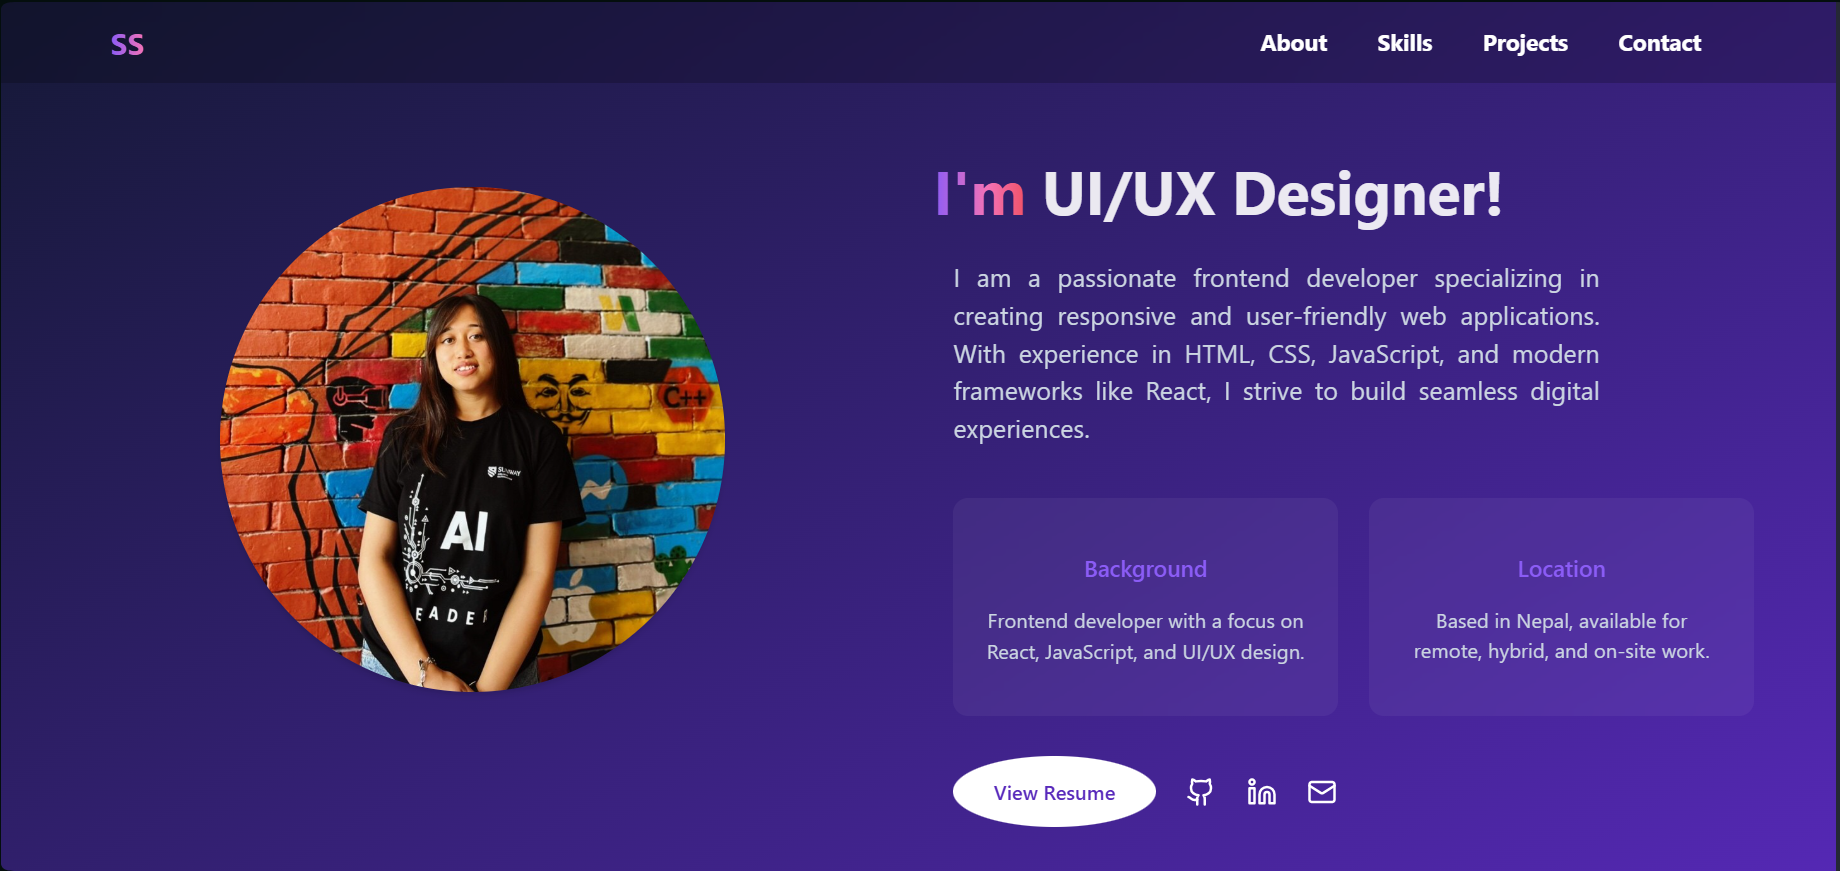 SS
About Skills Projects Contact
I'm UI/UX Designer!
I am a passionate frontend developer specializing in
creating responsive and user-friendly web applications.
With experience in HTML, CSS, JavaScript, and modern
frameworks like React, I strive to build seamless digital
experiences.
C++
SUNWAY
AI
EADE
Background
Frontend developer with a focus on
React, JavaScript, and UI/UX design.
Location
Based in Nepal, available for
remote, hybrid, and on-site work.
View Resume